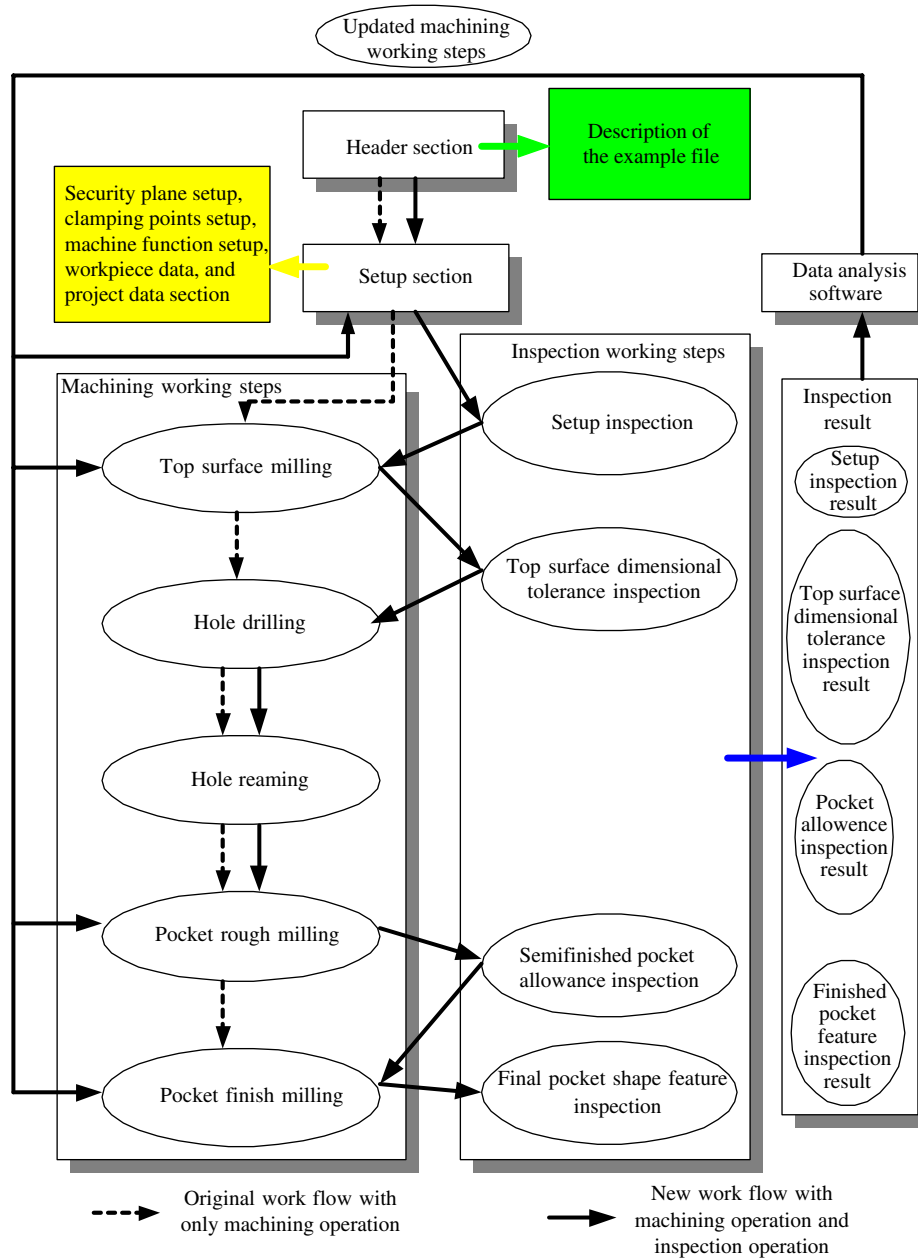 Updated machining
working steps
Header section
Description of
the example file
Security plane setup,
clamping points setup,
machine function setup,
workpiece data, and
project data section
Setup section
Data analysis
software
Machining working steps
Inspection working steps
Inspection
result
Top surface milling
Setup inspection
Setup
inspection
result
Hole drilling
Top surface dimensional
tolerance inspection
Top surface
dimensional
tolerance
inspection
result
Hole reaming
Pocket
allowence
inspection
result
Pocket rough milling
Semifinished pocket
allowance inspection
Finished
pocket
feature
inspection
result
Pocket finish milling
Final pocket shape feature
inspection
Original work flow with
only machining operation
New work flow with
machining operation and
inspection operation